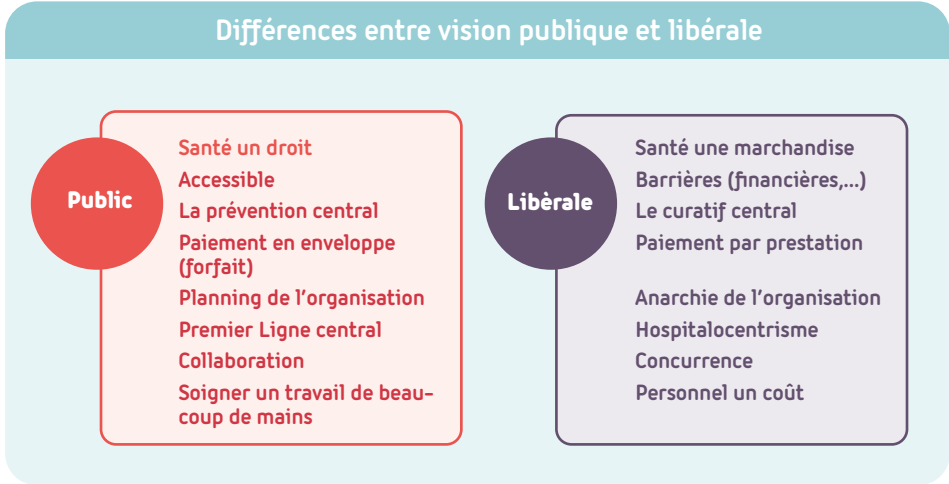 Différences entre vision publique et libérale
Public
Santé un droit
Accessible
La prévention central
Paiement en enveloppe
(forfait)
Planning de l'organisation
Premier Ligne central
Collaboration
Soigner un travail de beau-
coup de mains
Libèrale
Santé une marchandise
Barrières (financières,...)
Le curatif central
Paiement par prestation
Anarchie de l'organisation
Hospitalocentrisme
Concurrence
Personnel un coût